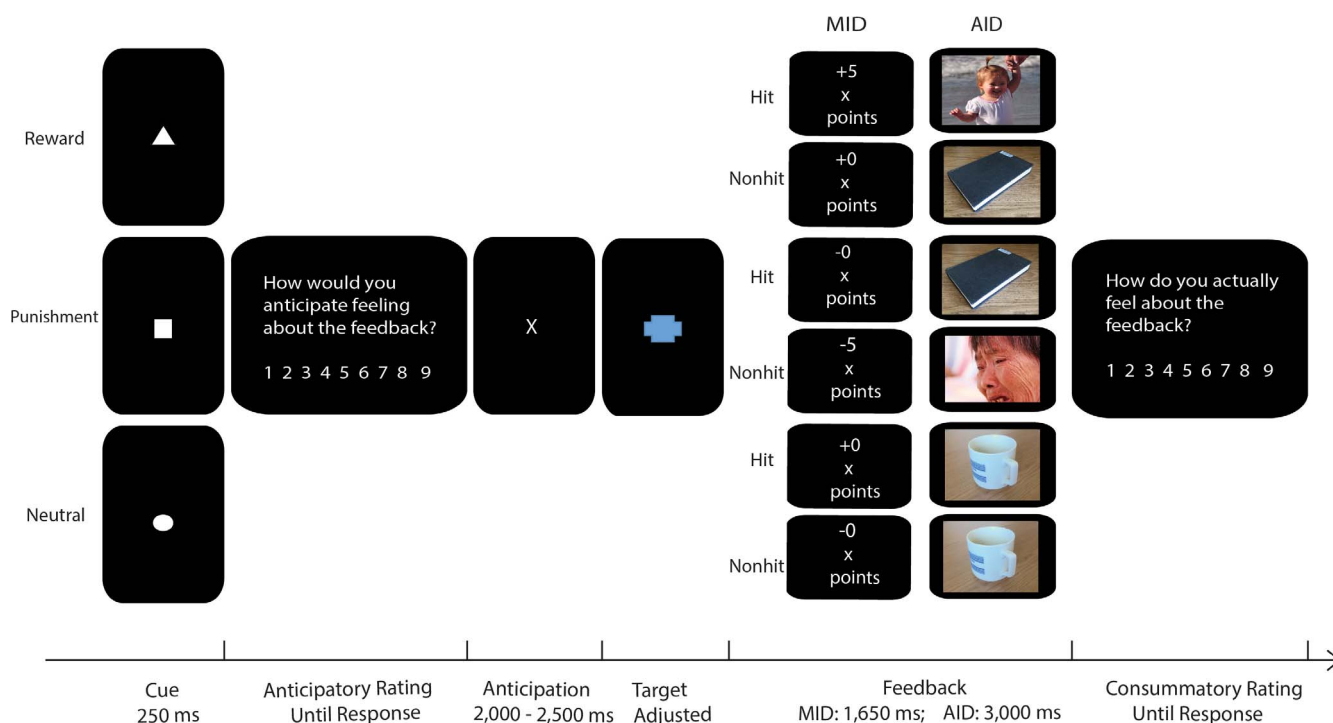 MID
AID
Reward
Hit
+5
x
points
Nonhit
+0
x
points
Punishment
How would you
anticipate feeling
about the feedback?
1 2 3 4 5 6 7 8 9
X
Hit
-0
x
points
Nonhit
-5
x
points
How do you actually
feel about the
feedback?
1 2 3 4 5 6 7 8 9
Neutral
Hit
+0
x
points
Nonhit
-0
x
points
Cue
250 ms
Anticipatory Rating
Until Response
Anticipation
2,000 - 2,500 ms
Target
Adjusted
Feedback
MID: 1,650 ms; AID: 3,000 ms
Consummatory Rating
Until Response